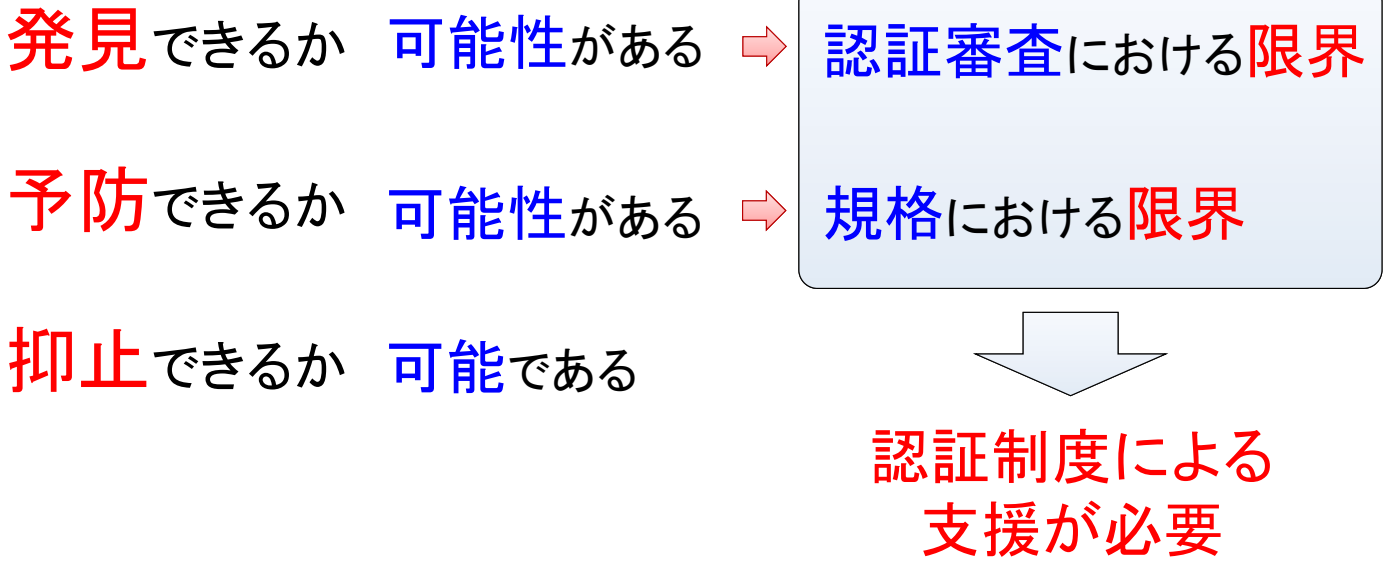 発見できるか 可能性がある 認証審査における限界
予防できるか 可能性がある 規格における限界
抑止できるか 可能である
認証制度による
支援が必要